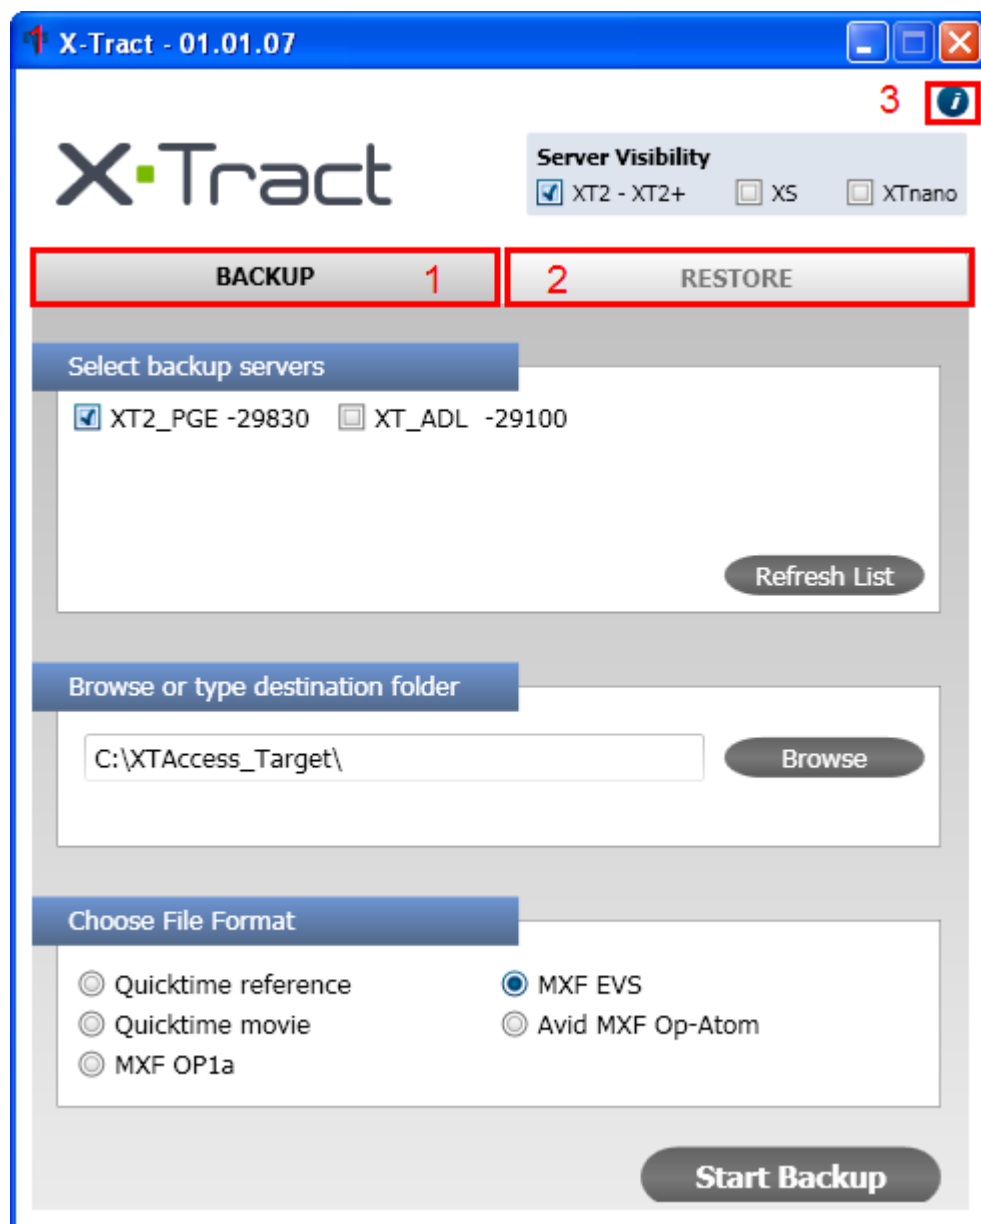 X-Tract - 01.01.07
3 i
X-Tract
Server Visibility
XT2 - XT2+ XS XTnano
BACKUP 1 2 RESTORE
Select backup servers
XT2_PGE -29830 XT_ADL -29100
Refresh List
Browse or type destination folder
C:\XTAccess_Target\ Browse
Choose File Format
Quicktime reference MXF EVS
Quicktime movie Avid MXF Op-Atom
MXF OP1a
Start Backup